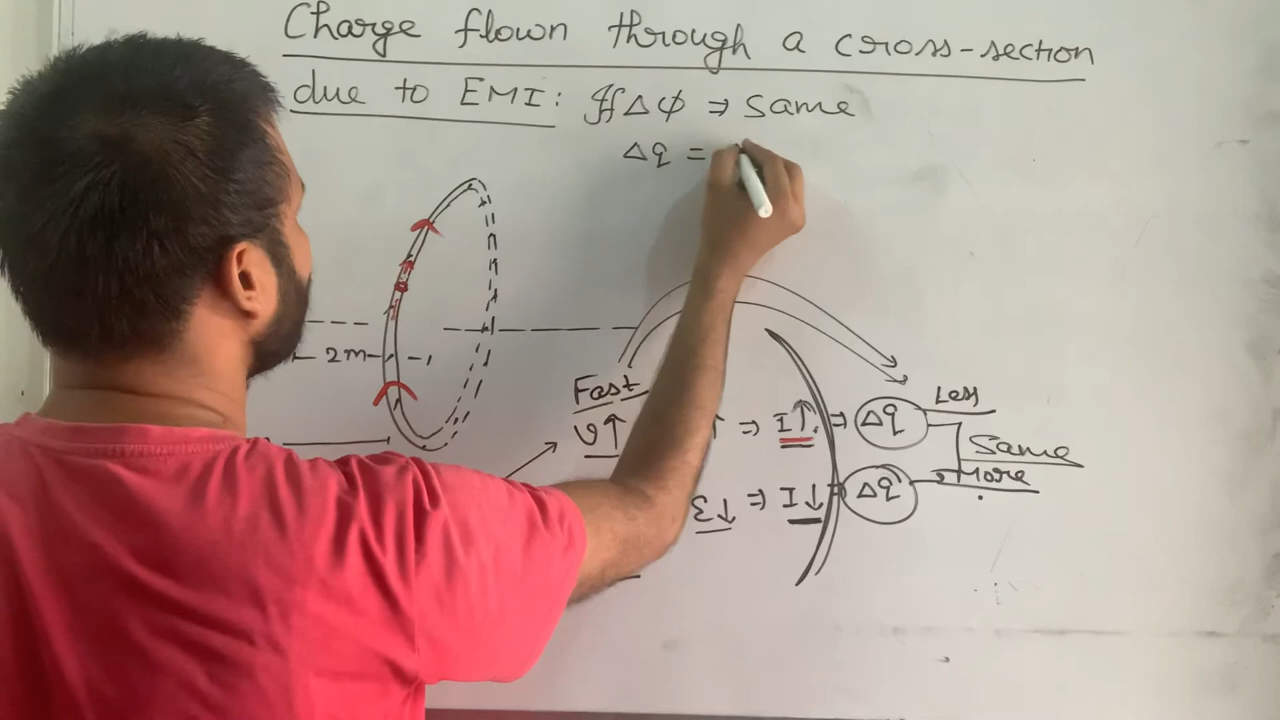 Charge flown through a cross-section
due to EMI: If Δφ ⇒ Same
Δq =
2m
Fast
v↑
↑ ⇒ I↑. ⇒ Δq Less
Same
ε↓ ⇒ I↓ ⇒ Δq More